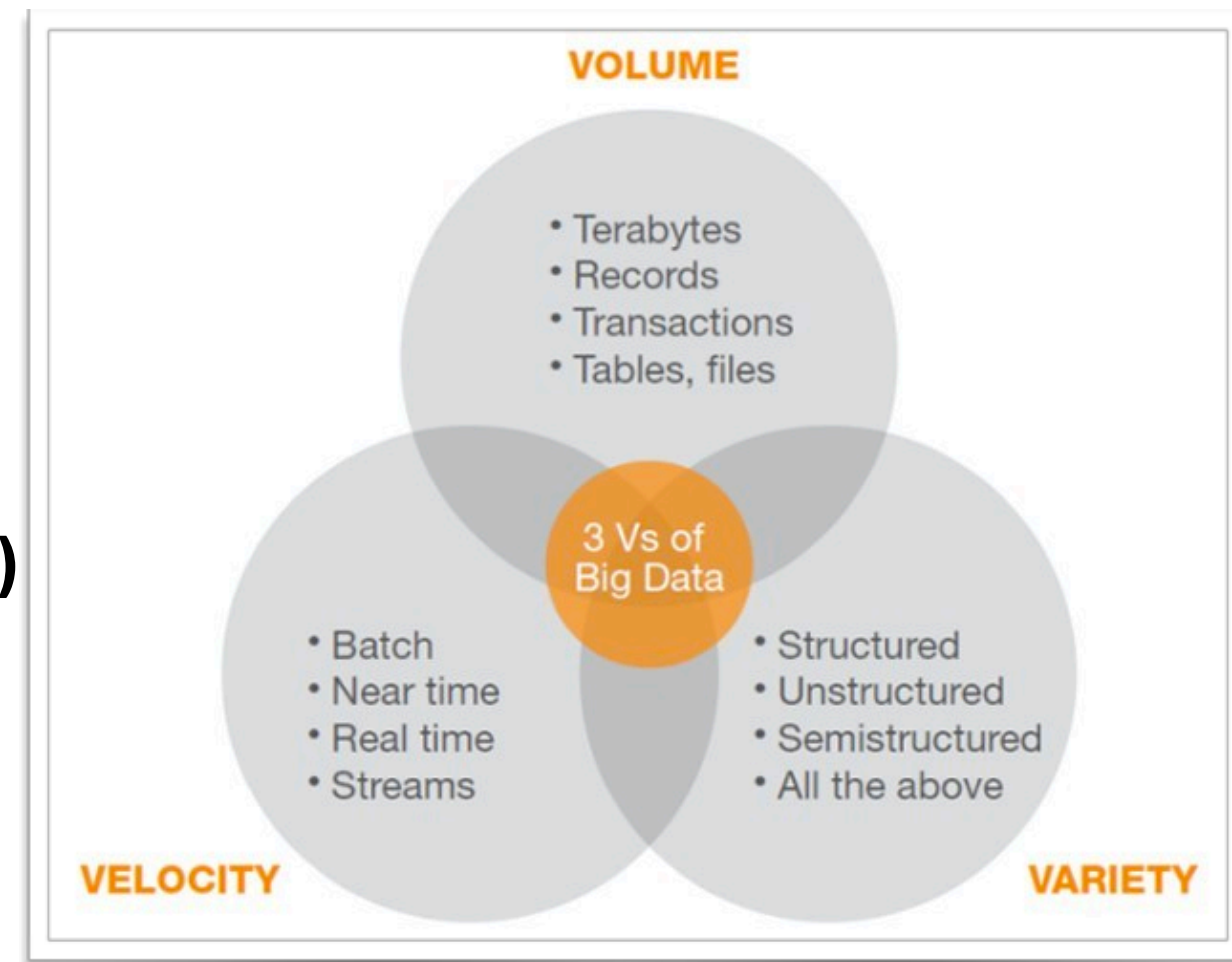 VOLUME
• Terabytes
• Records
• Transactions
• Tables, files
)
3 Vs of
Big Data
• Batch
• Near time
• Real time
• Streams
• Structured
• Unstructured
• Semistructured
• All the above
VELOCITY
VARIETY